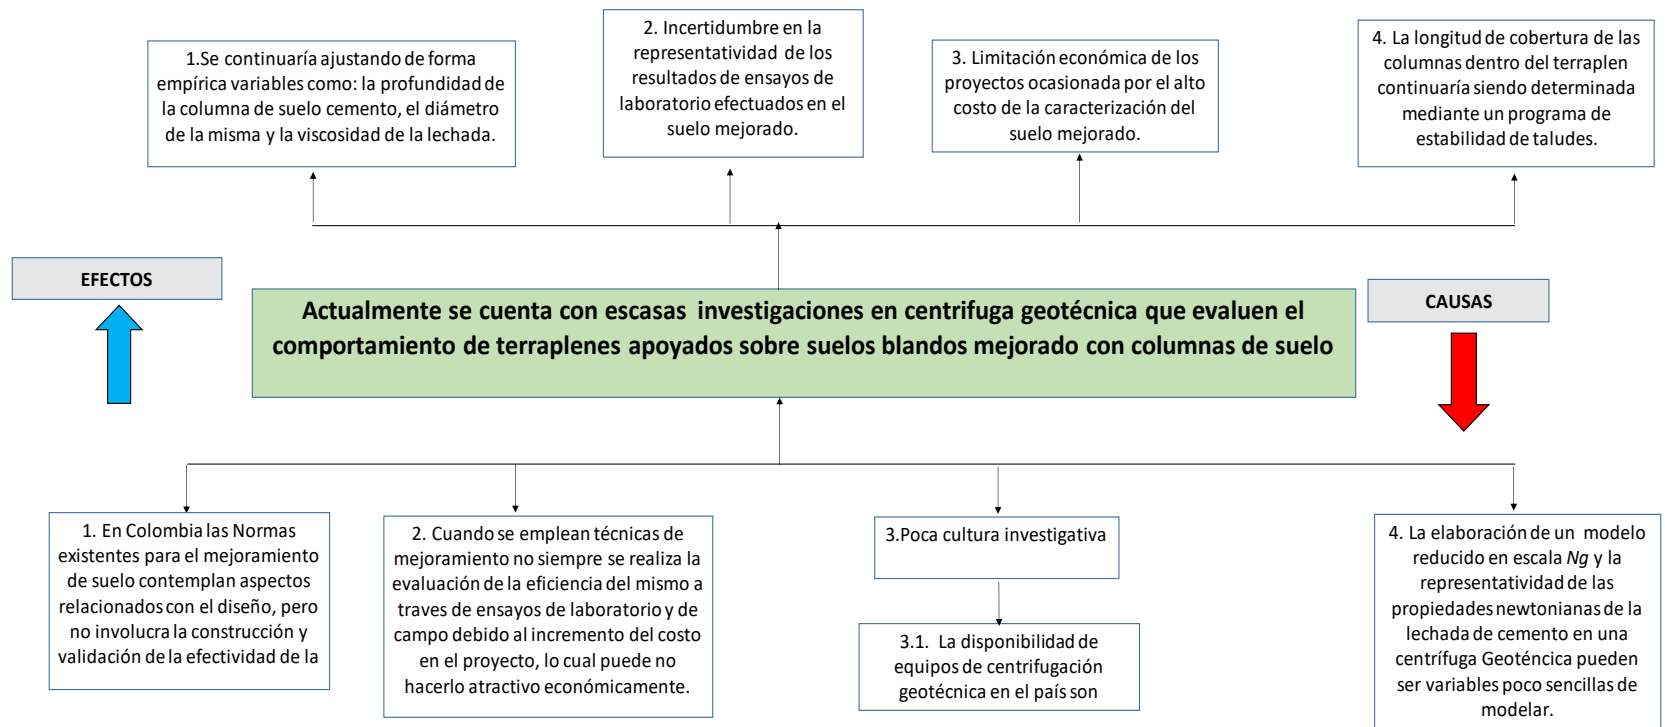 1.Se continuaría ajustando de forma
empírica variables como: la profundidad de
la columna de suelo cemento, el diámetro
de la misma y la viscosidad de la lechada.
2. Incertidumbre en la
representatividad de los
resultados de ensayos de
laboratorio efectuados en el
suelo mejorado.
3. Limitación económica de los
proyectos ocasionada por el alto
costo de la caracterización del
suelo mejorado.
4. La longitud de cobertura de las
columnas dentro del terraplen
continuaría siendo determinada
mediante un programa de
estabilidad de taludes.
EFECTOS
Actualmente se cuenta con escasas investigaciones en centrifuga geotécnica que evaluen el
comportamiento de terraplenes apoyados sobre suelos blandos mejorado con columnas de suelo
CAUSAS
1. En Colombia las Normas
existentes para el mejoramiento
de suelo contemplan aspectos
relacionados con el diseño, pero
no involucra la construcción y
validación de la efectividad de la
2. Cuando se emplean técnicas de
mejoramiento no siempre se realiza la
evaluación de la eficiencia del mismo a
traves de ensayos de laboratorio y de
campo debido al incremento del costo
en el proyecto, lo cual puede no
hacerlo atractivo económicamente.
3.Poca cultura investigativa
3.1. La disponibilidad de
equipos de centrifugación
geotécnica en el país son
4. La elaboración de un modelo
reducido en escala Ng y la
representatividad de las
propiedades newtonianas de la
lechada de cemento en una
centrífuga Geoténcica pueden
ser variables poco sencillas de
modelar.